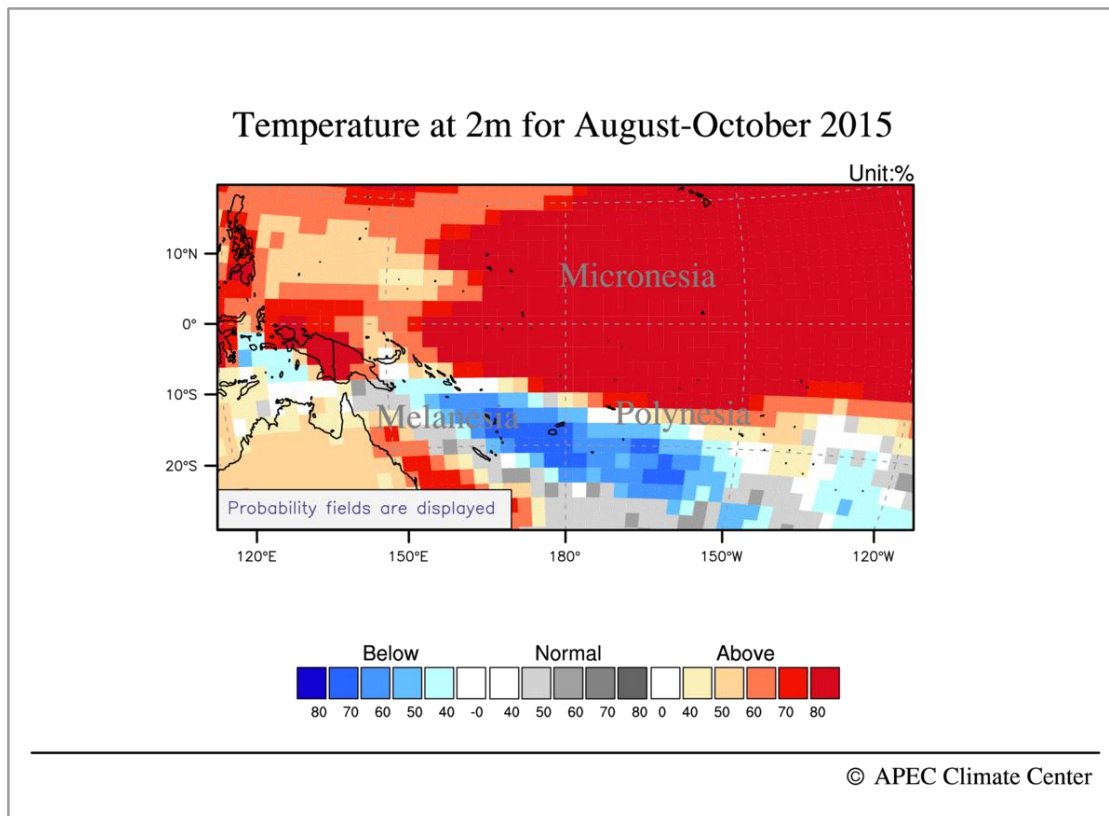 Temperature at 2m for August-October 2015
Unit:%
10°N
0°
10°S
20°S
Micronesia
Melanesia
Polynesia
Probability fields are displayed
120°E 150°E 180° 150°W 120°W
Below Normal Above
80 70 60 50 40 -0 40 50 60 70 80 0 40 50 60 70 80
© APEC Climate Center